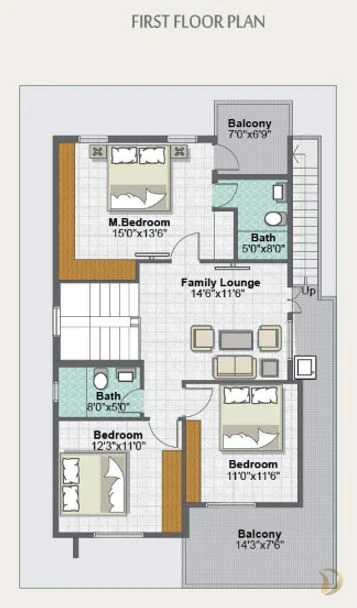 FIRST FLOOR PLAN
Balcony
7'0"x6'9"
M.Bedroom
15'0"x13'6"
Bath
5'0"x8'0"
Family Lounge
14'6"x11'6"
Up
Bath
8'0"x5'0"
Bedroom
12'3"x11'0"
Bedroom
11'0"x11'6"
Balcony
14'3"x7'6"